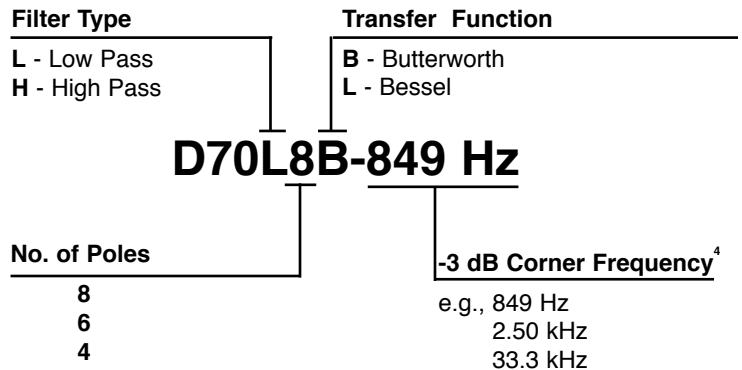 Filter Type
L - Low Pass
H - High Pass
Transfer Function
B - Butterworth
L - Bessel
D70L8B-849 Hz
No. of Poles
8
6
4
-3 dB Corner Frequency4
e.g., 849 Hz
2.50 kHz
33.3 kHz